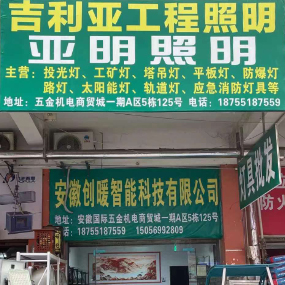 吉利亚工程照明
亚明照明
主营：投光灯、工矿灯、塔吊灯、平板灯、防爆灯
路灯、太阳能灯、轨道灯、应急消防灯具等
地址：五金机电商贸城一期A区5栋125号 电话：18755187559
安徽创暖智能科技有限公司
地址：安徽国际五金机电商贸城一期A区5栋125号
电话：18755187559 15056992809
灯具批发
防火